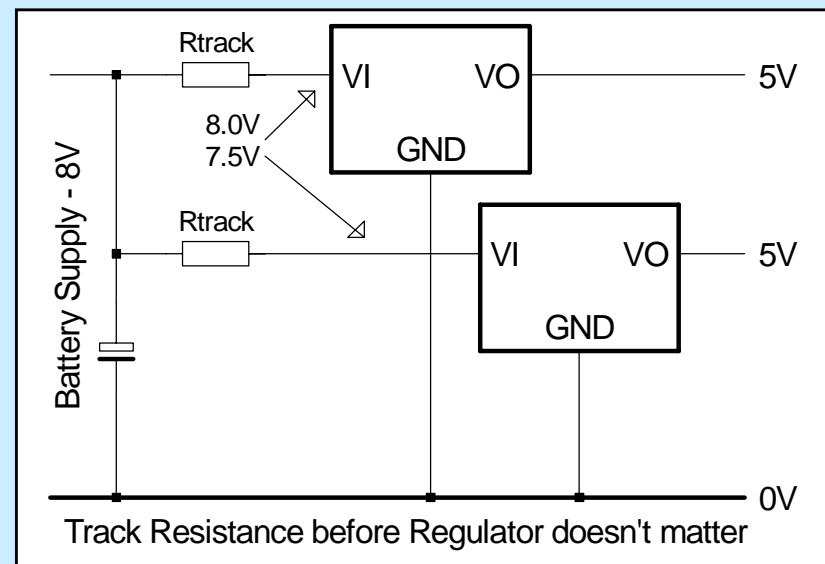 Rtrack
VI
VO
5V
8.0V
7.5V
GND
Battery Supply - 8V
Rtrack
VI
VO
5V
GND
0V
Track Resistance before Regulator doesn't matter